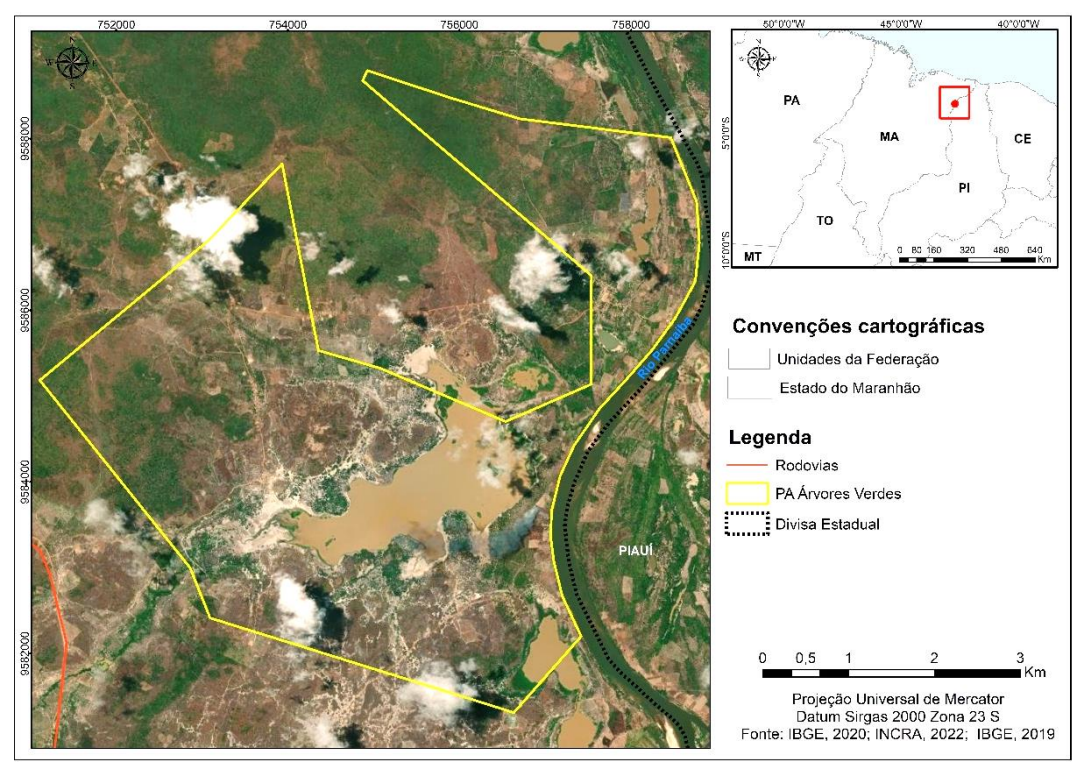 752000 754000 756000 758000
9588000
9586000
9584000
9582000
N
W E
S
Rio Parnaíba
PIAUÍ
50°0'0"W 45°0'0"W 40°0'0"W
5°0'0"S
10°0'0"S
PA
MA
CE
PI
TO
MT
0 80 160 320 480 640
Km
Convenções cartográficas
Unidades da Federação
Estado do Maranhão
Legenda
Rodovias
PA Árvores Verdes
Divisa Estadual
0 0,5 1 2 3
Km
Projeção Universal de Mercator
Datum Sirgas 2000 Zona 23 S
Fonte: IBGE, 2020; INCRA, 2022; IBGE, 2019